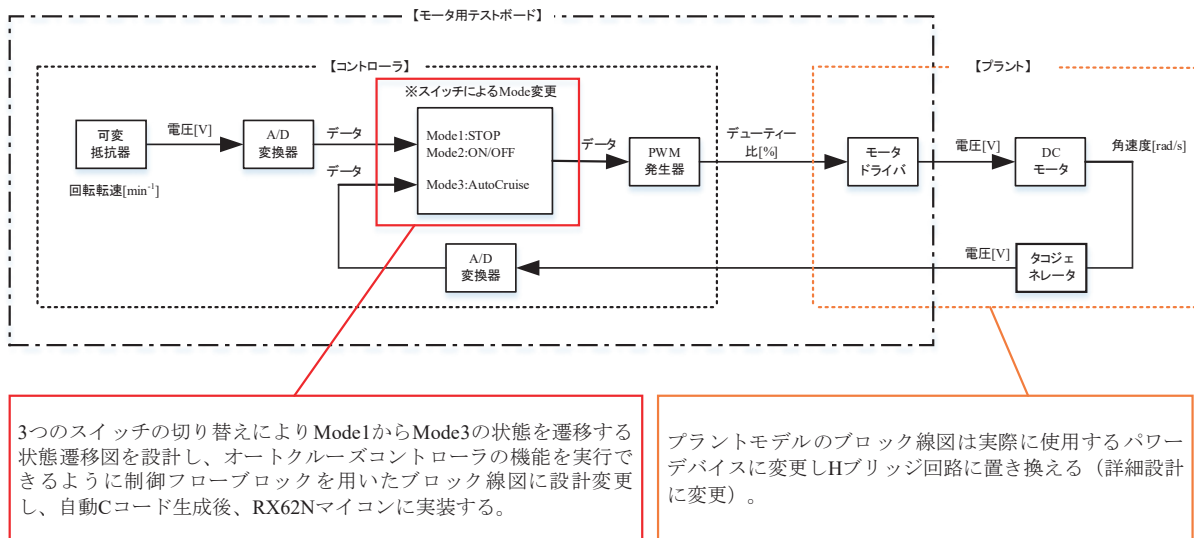 【モータ用テストボード】
【コントローラ】
【プラント】
※スイッチによるMode変更
可変
抵抗器
回転転速[min⁻¹]
電圧[V]
A/D
変換器
データ
データ
Mode1:STOP
Mode2:ON/OFF
Mode3:AutoCruise
データ
PWM
発生器
デューティー
比[%]
モータ
ドライバ
電圧[V]
DC
モータ
角速度[rad/s]
A/D
変換器
電圧[V]
タコジェ
ネレータ
3つのスイッチの切り替えによりMode1からMode3の状態を遷移する
状態遷移図を設計し、オートクルーズコントローラの機能を実行で
きるように制御フローブロックを用いたブロック線図に設計変更
し、自動Cコード生成後、RX62Nマイコンに実装する。
プラントモデルのブロック線図は実際に使用するパワー
デバイスに変更しHブリッジ回路に置き換える（詳細設計
に変更）。